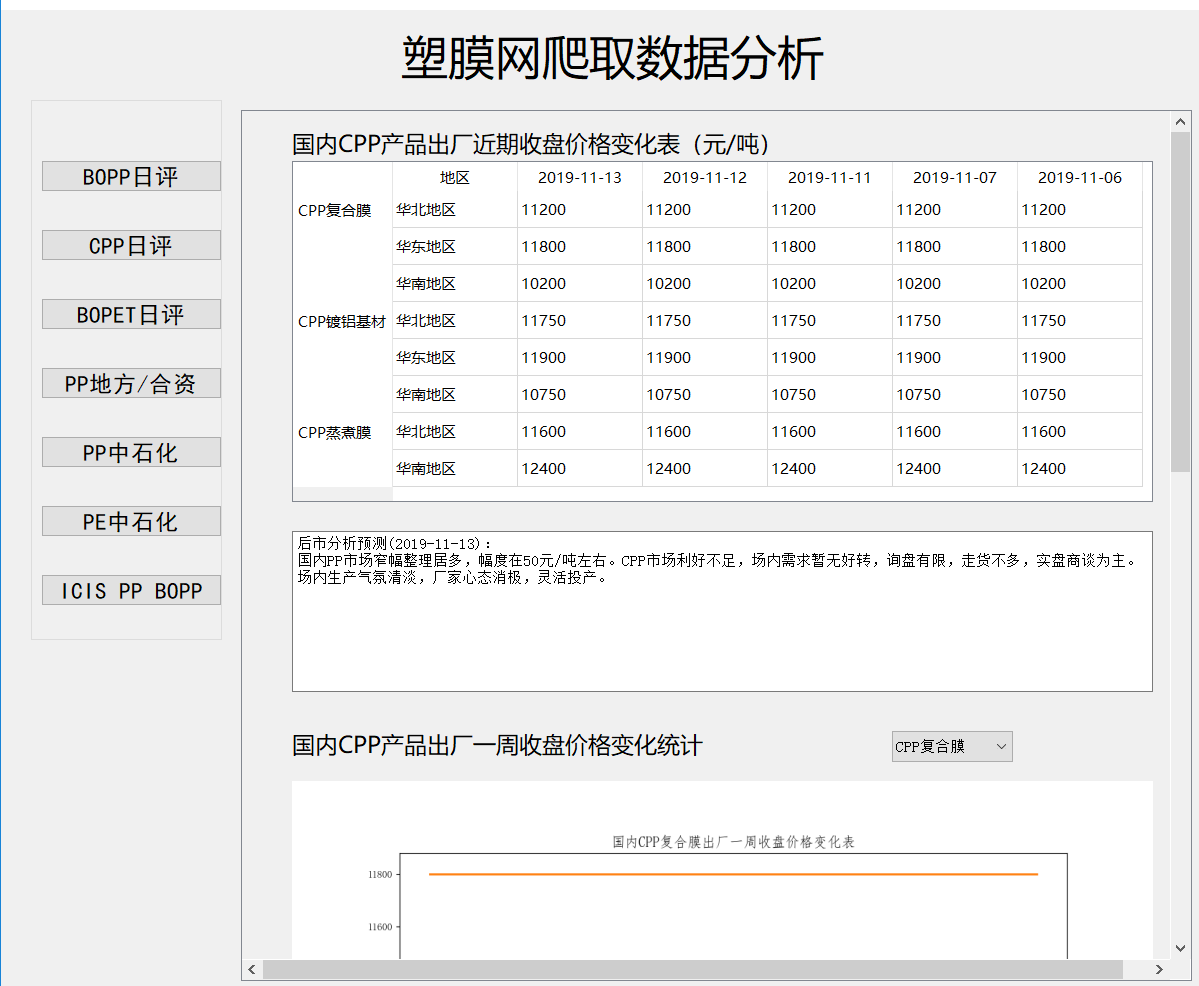 塑膜网爬取数据分析
BOPP日评
CPP日评
BOPET日评
PP地方/合资
PP中石化
PE中石化
ICIS PP BOPP
国内CPP产品出厂近期收盘价格变化表（元/吨）
地区 2019-11-13 2019-11-12 2019-11-11 2019-11-07 2019-11-06
CPP复合膜 华北地区 11200 11200 11200 11200 11200
华东地区 11800 11800 11800 11800 11800
华南地区 10200 10200 10200 10200 10200
CPP镀铝基材 华北地区 11750 11750 11750 11750 11750
华东地区 11900 11900 11900 11900 11900
华南地区 10750 10750 10750 10750 10750
CPP蒸煮膜 华北地区 11600 11600 11600 11600 11600
华南地区 12400 12400 12400 12400 12400
后市分析预测(2019-11-13)：
国内PP市场窄幅整理居多，幅度在50元/吨左右。CPP市场利好不足，场内需求暂无好转，询盘有限，走货不多，实盘商谈为主。
场内生产气氛清淡，厂家心态消极，灵活投产。
国内CPP产品出厂一周收盘价格变化统计
CPP复合膜
国内CPP复合膜出厂一周收盘价格变化表
11800
11600